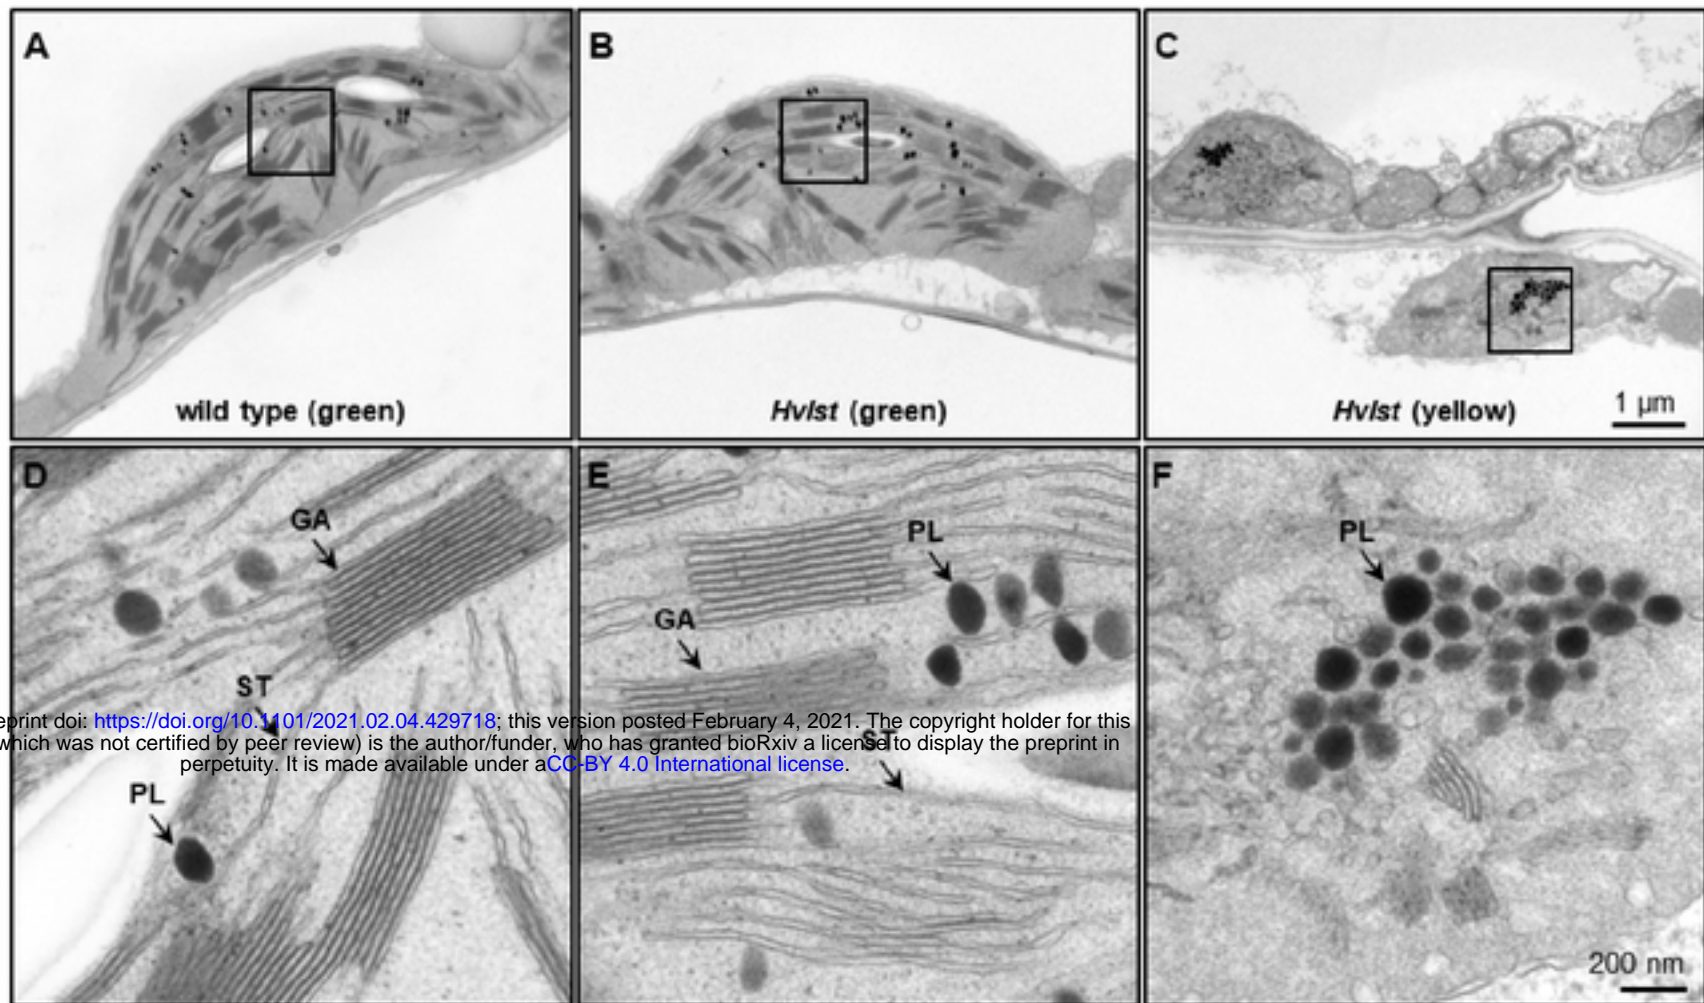 A
B
C
wild type (green)
Hvlst (green)
Hvlst (yellow)
1 µm
D
E
F
GA
PL
PL
GA
ST
eprint doi: https://doi.org/10.1101/2021.02.04.429718; this version posted February 4, 2021. The copyright holder for this
which was not certified by peer review) is the author/funder, who has granted bioRxiv a license to display the preprint in
ST
perpetuity. It is made available under aCC-BY 4.0 International license.
PL
200 nm